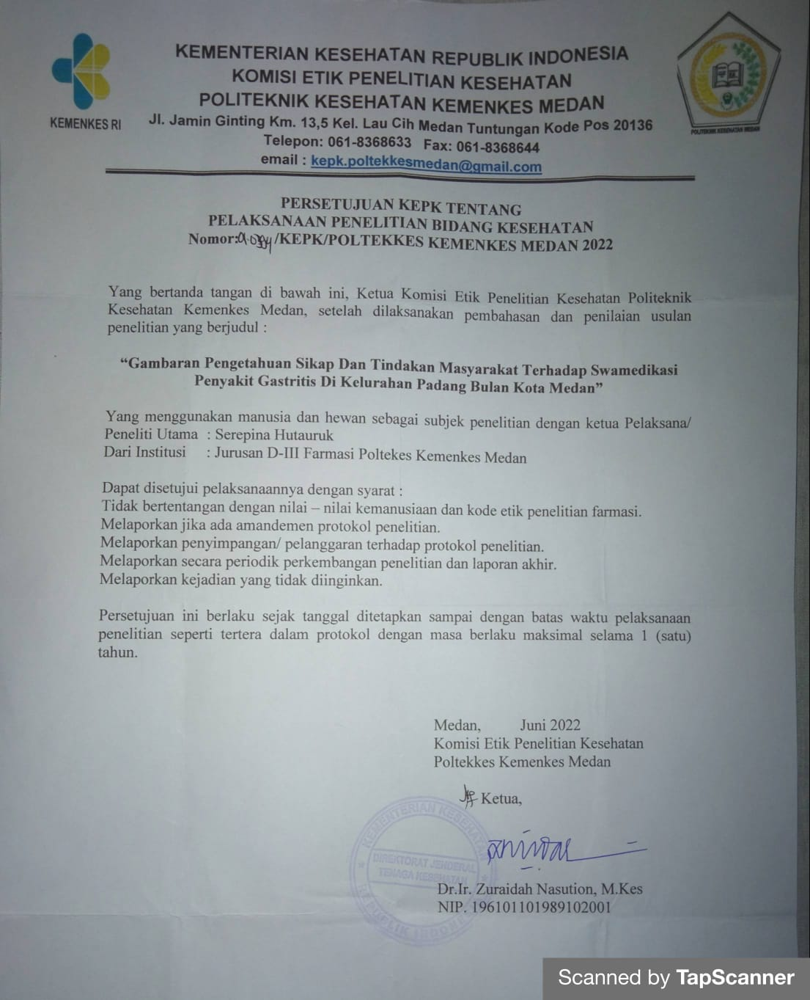 KEMENTERIAN KESEHATAN REPUBLIK INDONESIA
KOMISI ETIK PENELITIAN KESEHATAN
POLITEKNIK KESEHATAN KEMENKES MEDAN
KEMENKES RI
Jl. Jamin Ginting Km. 13,5 Kel. Lau Cih Medan Tuntungan Kode Pos 20136
POLITEKNIK KESEHATAN MEDAN
Telepon: 061-8368633 Fax: 061-8368644
email : kepk.poltekkesmedan@gmail.com
PERSETUJUAN KEPK TENTANG
PELAKSANAAN PENELITIAN BIDANG KESEHATAN
Nomor: /KEPK/POLTEKKES KEMENKES MEDAN 2022
Yang bertanda tangan di bawah ini, Ketua Komisi Etik Penelitian Kesehatan Politeknik
Kesehatan Kemenkes Medan, setelah dilaksanakan pembahasan dan penilaian usulan
penelitian yang berjudul :
“Gambaran Pengetahuan Sikap Dan Tindakan Masyarakat Terhadap Swamedikasi
Penyakit Gastritis Di Kelurahan Padang Bulan Kota Medan”
Yang menggunakan manusia dan hewan sebagai subjek penelitian dengan ketua Pelaksana/
Peneliti Utama : Serepina Hutauruk
Dari Institusi : Jurusan D-III Farmasi Poltekes Kemenkes Medan
Dapat disetujui pelaksanaannya dengan syarat :
Tidak bertentangan dengan nilai – nilai kemanusiaan dan kode etik penelitian farmasi.
Melaporkan jika ada amandemen protokol penelitian.
Melaporkan penyimpangan/ pelanggaran terhadap protokol penelitian.
Melaporkan secara periodik perkembangan penelitian dan laporan akhir.
Melaporkan kejadian yang tidak diinginkan.
Persetujuan ini berlaku sejak tanggal ditetapkan sampai dengan batas waktu pelaksanaan
penelitian seperti tertera dalam protokol dengan masa berlaku maksimal selama 1 (satu)
tahun.
Medan, Juni 2022
Komisi Etik Penelitian Kesehatan
Poltekkes Kemenkes Medan
Ketua,
KEMENTERIAN KESEHATAN
DIREKTORAT JENDERAL
TENAGA KESEHATAN
REPUBLIK INDONESIA
Dr.Ir. Zuraidah Nasution, M.Kes
NIP. 196101101989102001
Scanned by TapScanner